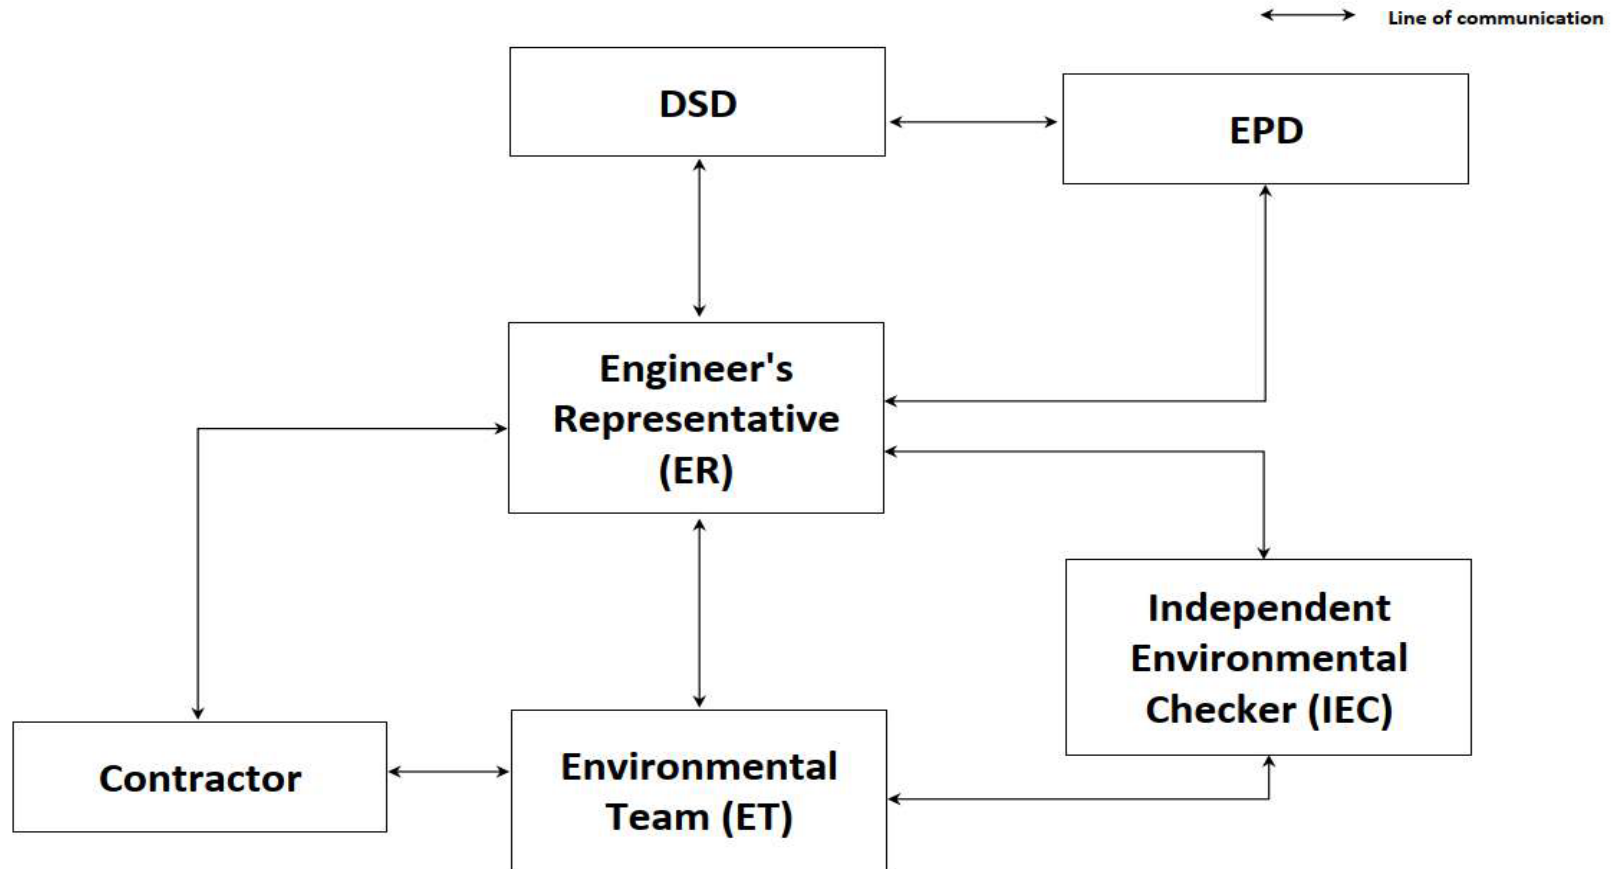 Line of communication
DSD
EPD
Engineer's
Representative
(ER)
Independent
Environmental
Checker (IEC)
Contractor
Environmental
Team (ET)